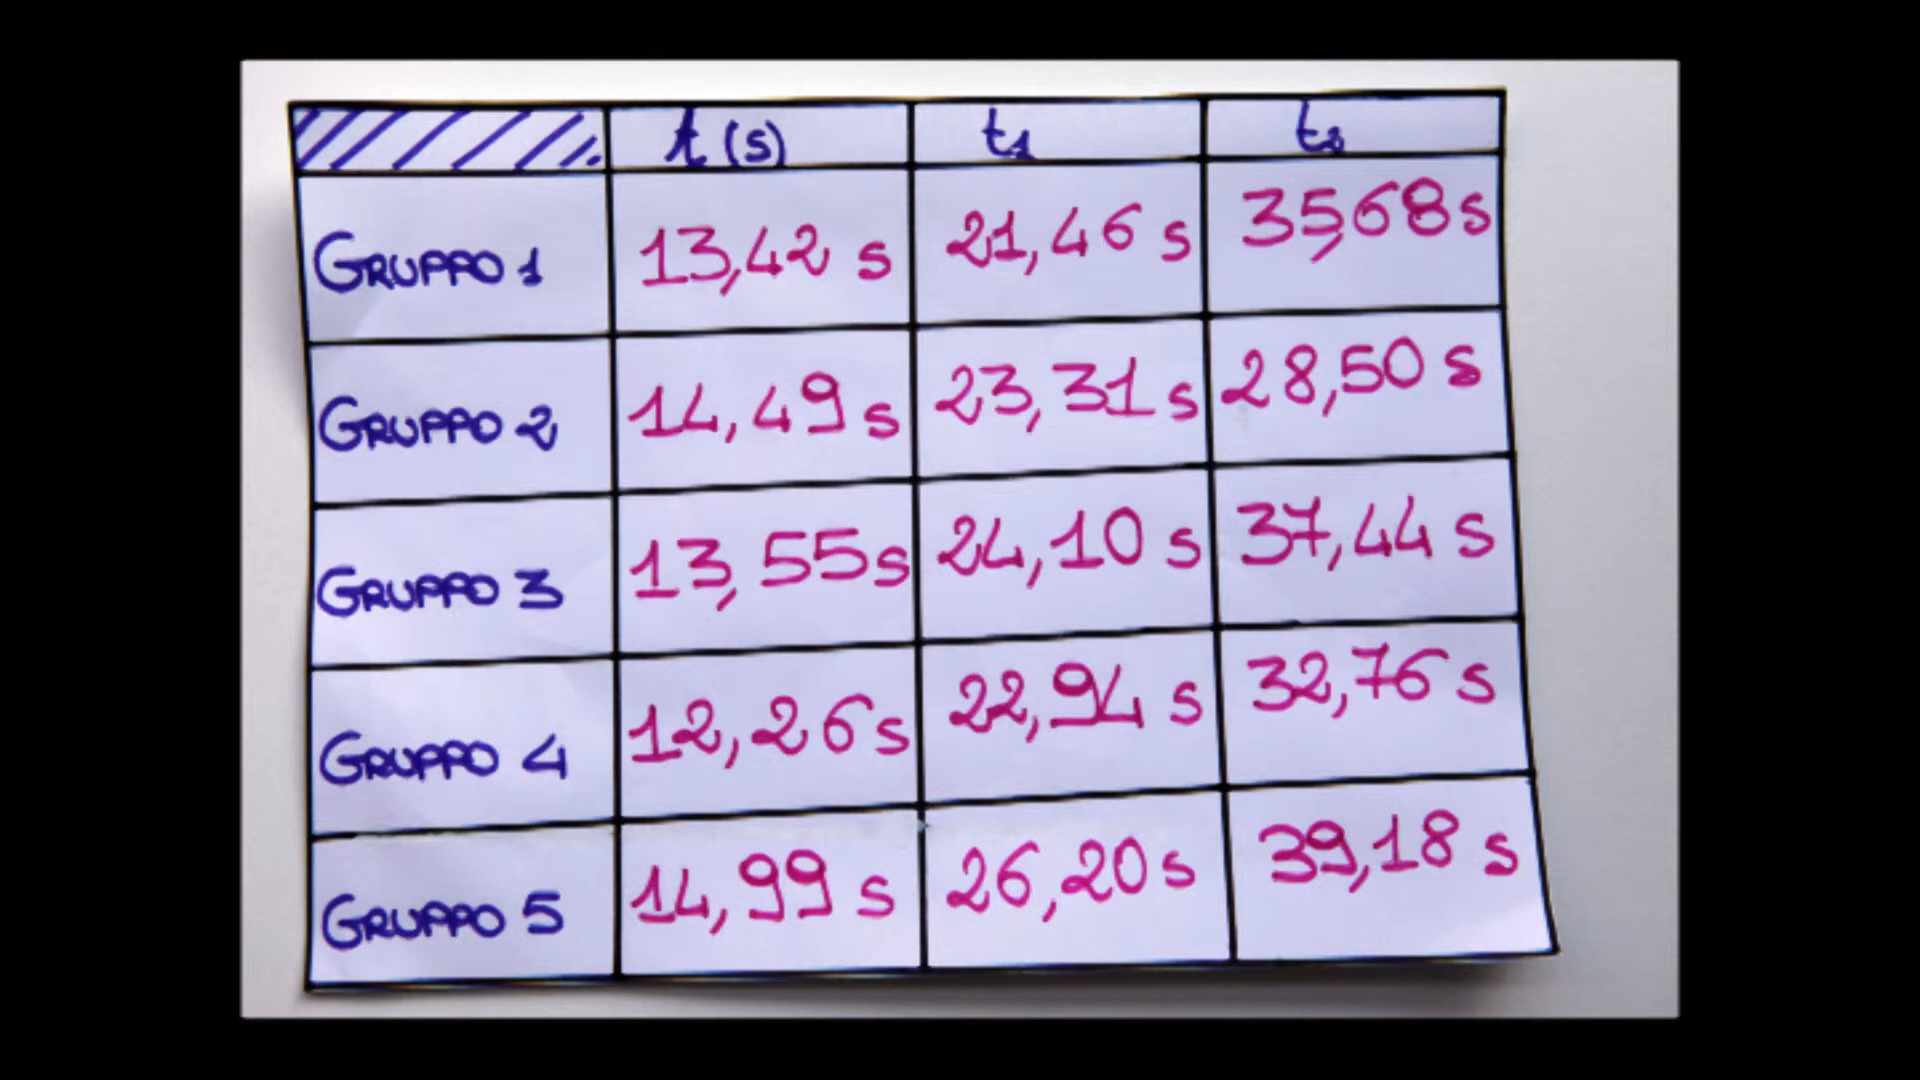 t(s) t1 t2
GRUPPO 1 13,42 s 21,46 s 35,68 s
GRUPPO 2 14,49 s 23,31 s 28,50 s
GRUPPO 3 13,55 s 24,10 s 37,44 s
GRUPPO 4 12,26 s 22,94 s 32,76 s
GRUPPO 5 14,99 s 26,20 s 39,18 s